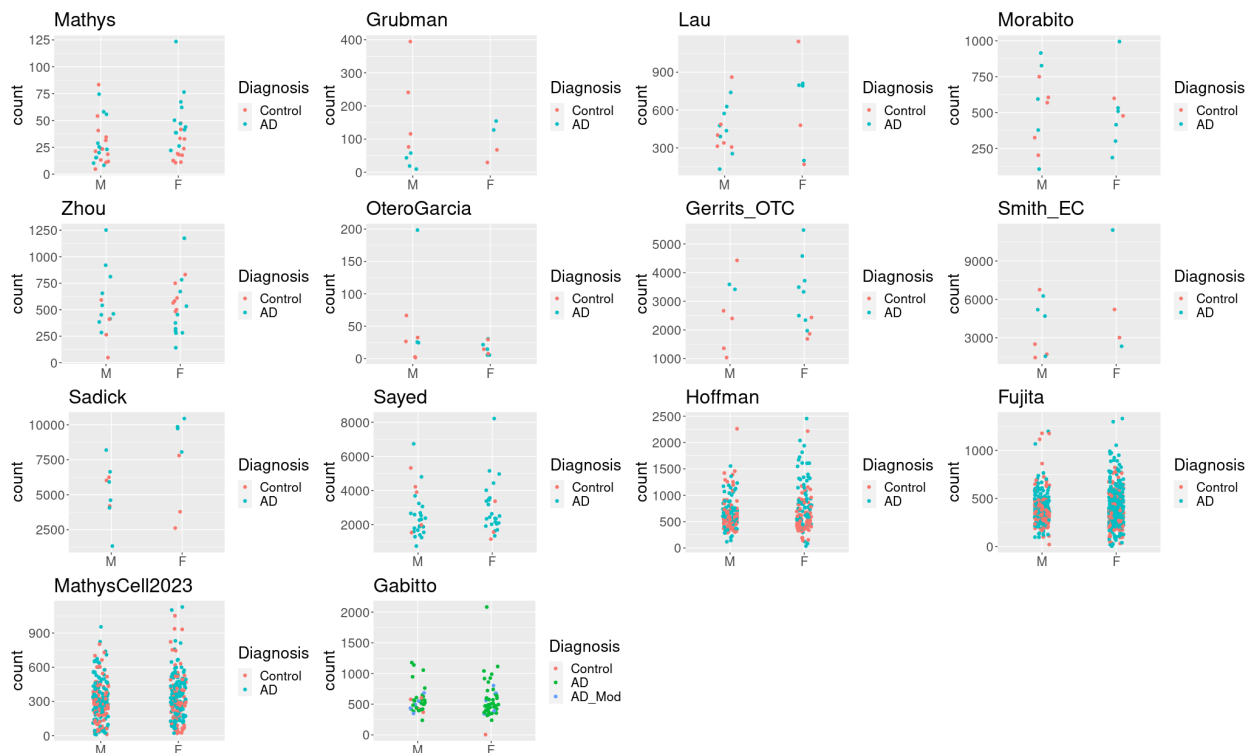 Mathys
125
100
75
50
25
0
count
M F
Diagnosis
Control
AD
Grubman
400
300
200
100
0
count
M F
Diagnosis
Control
AD
Lau
900
600
300
count
M F
Diagnosis
Control
AD
Morabito
1000
750
500
250
count
M F
Diagnosis
Control
AD
Zhou
1250
1000
750
500
250
0
count
M F
Diagnosis
Control
AD
OteroGarcia
200
150
100
50
0
count
M F
Diagnosis
Control
AD
Gerrits_OTC
5000
4000
3000
2000
1000
count
M F
Diagnosis
Control
AD
Smith_EC
9000
6000
3000
count
M F
Diagnosis
Control
AD
Sadick
10000
7500
5000
2500
count
M F
Diagnosis
Control
AD
Sayed
8000
6000
4000
2000
count
M F
Diagnosis
Control
AD
Hoffman
2500
2000
1500
1000
500
0
count
M F
Diagnosis
Control
AD
Fujita
1000
500
0
count
M F
Diagnosis
Control
AD
MathysCell2023
900
600
300
0
count
M F
Diagnosis
Control
AD
Gabitto
2000
1500
1000
500
0
count
M F
Diagnosis
Control
AD
AD_Mod